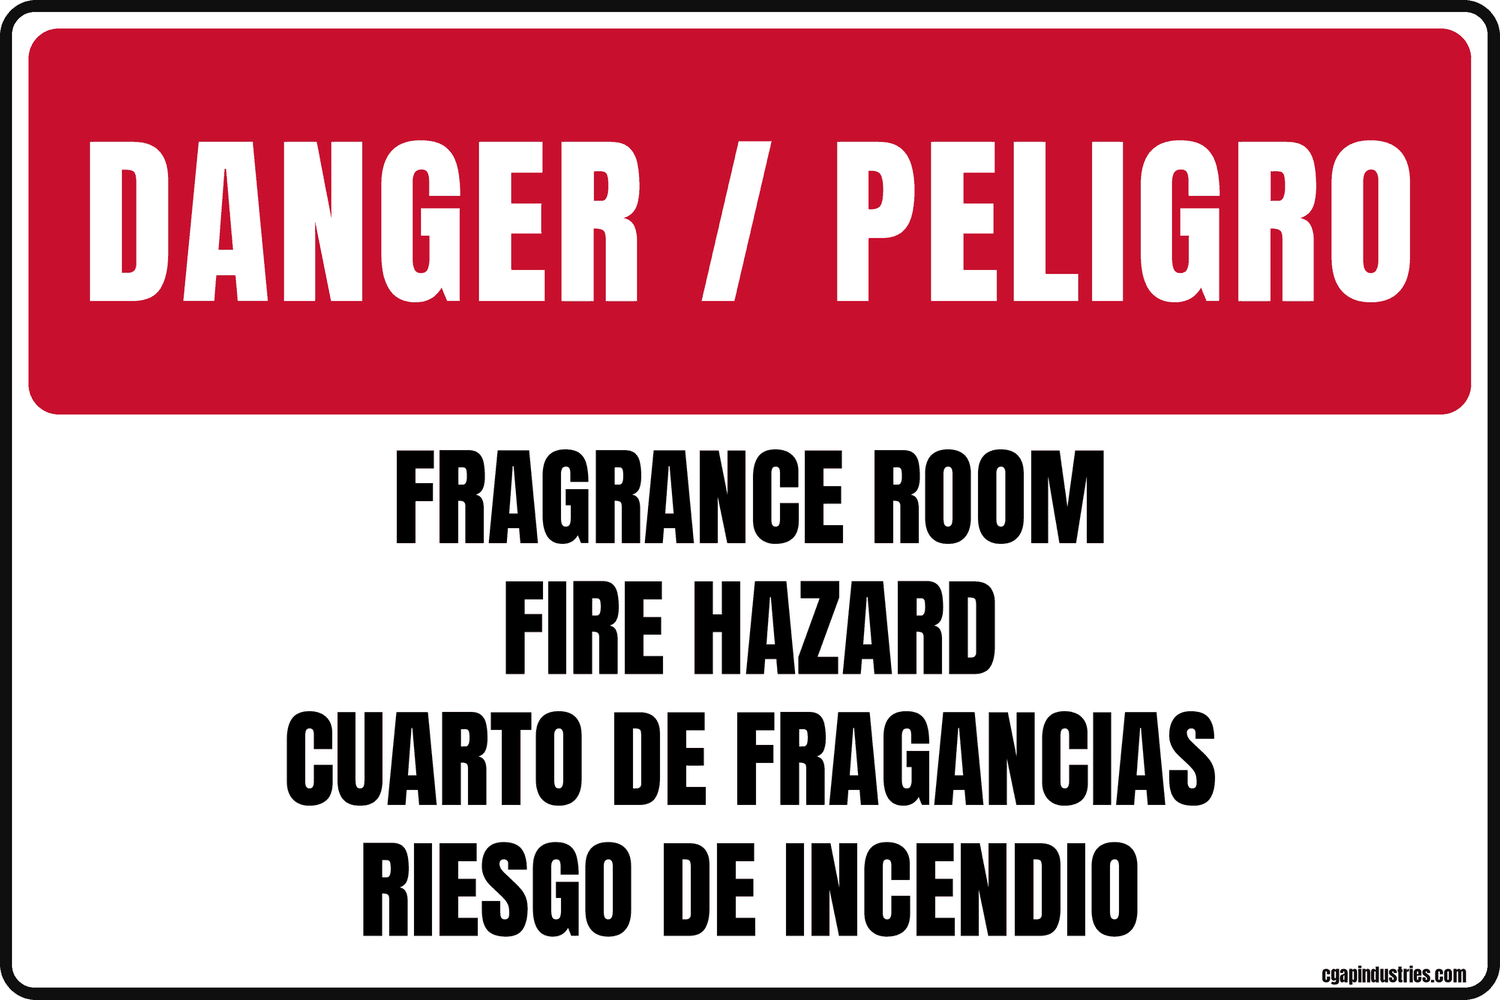 DANGER / PELIGRO
FRAGRANCE ROOM
FIRE HAZARD
CUARTO DE FRAGANCIAS
RIESGO DE INCENDIO
cgapindustries.com